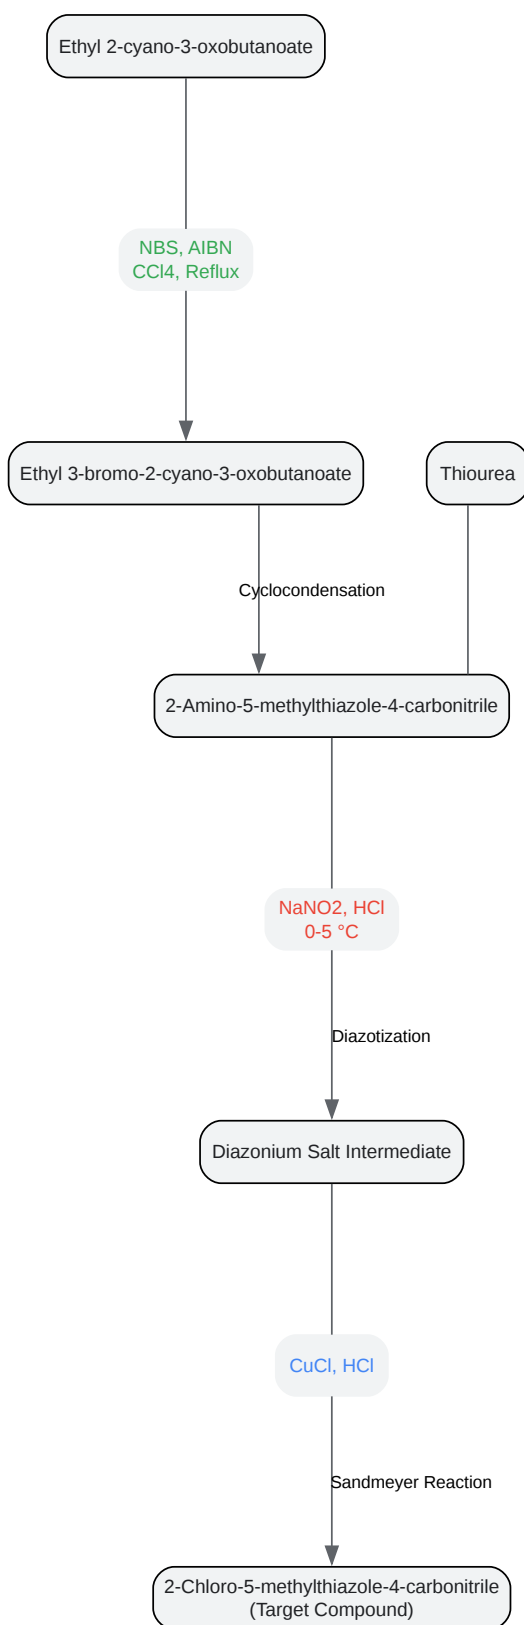 Ethyl 2-cyano-3-oxobutanoate
NBS, AIBN
CCl4, Reflux
Ethyl 3-bromo-2-cyano-3-oxobutanoate
Thiourea
Cyclocondensation
2-Amino-5-methylthiazole-4-carbonitrile
NaNO2, HCl
0-5 °C
Diazotization
Diazonium Salt Intermediate
CuCl, HCl
Sandmeyer Reaction
2-Chloro-5-methylthiazole-4-carbonitrile
(Target Compound)